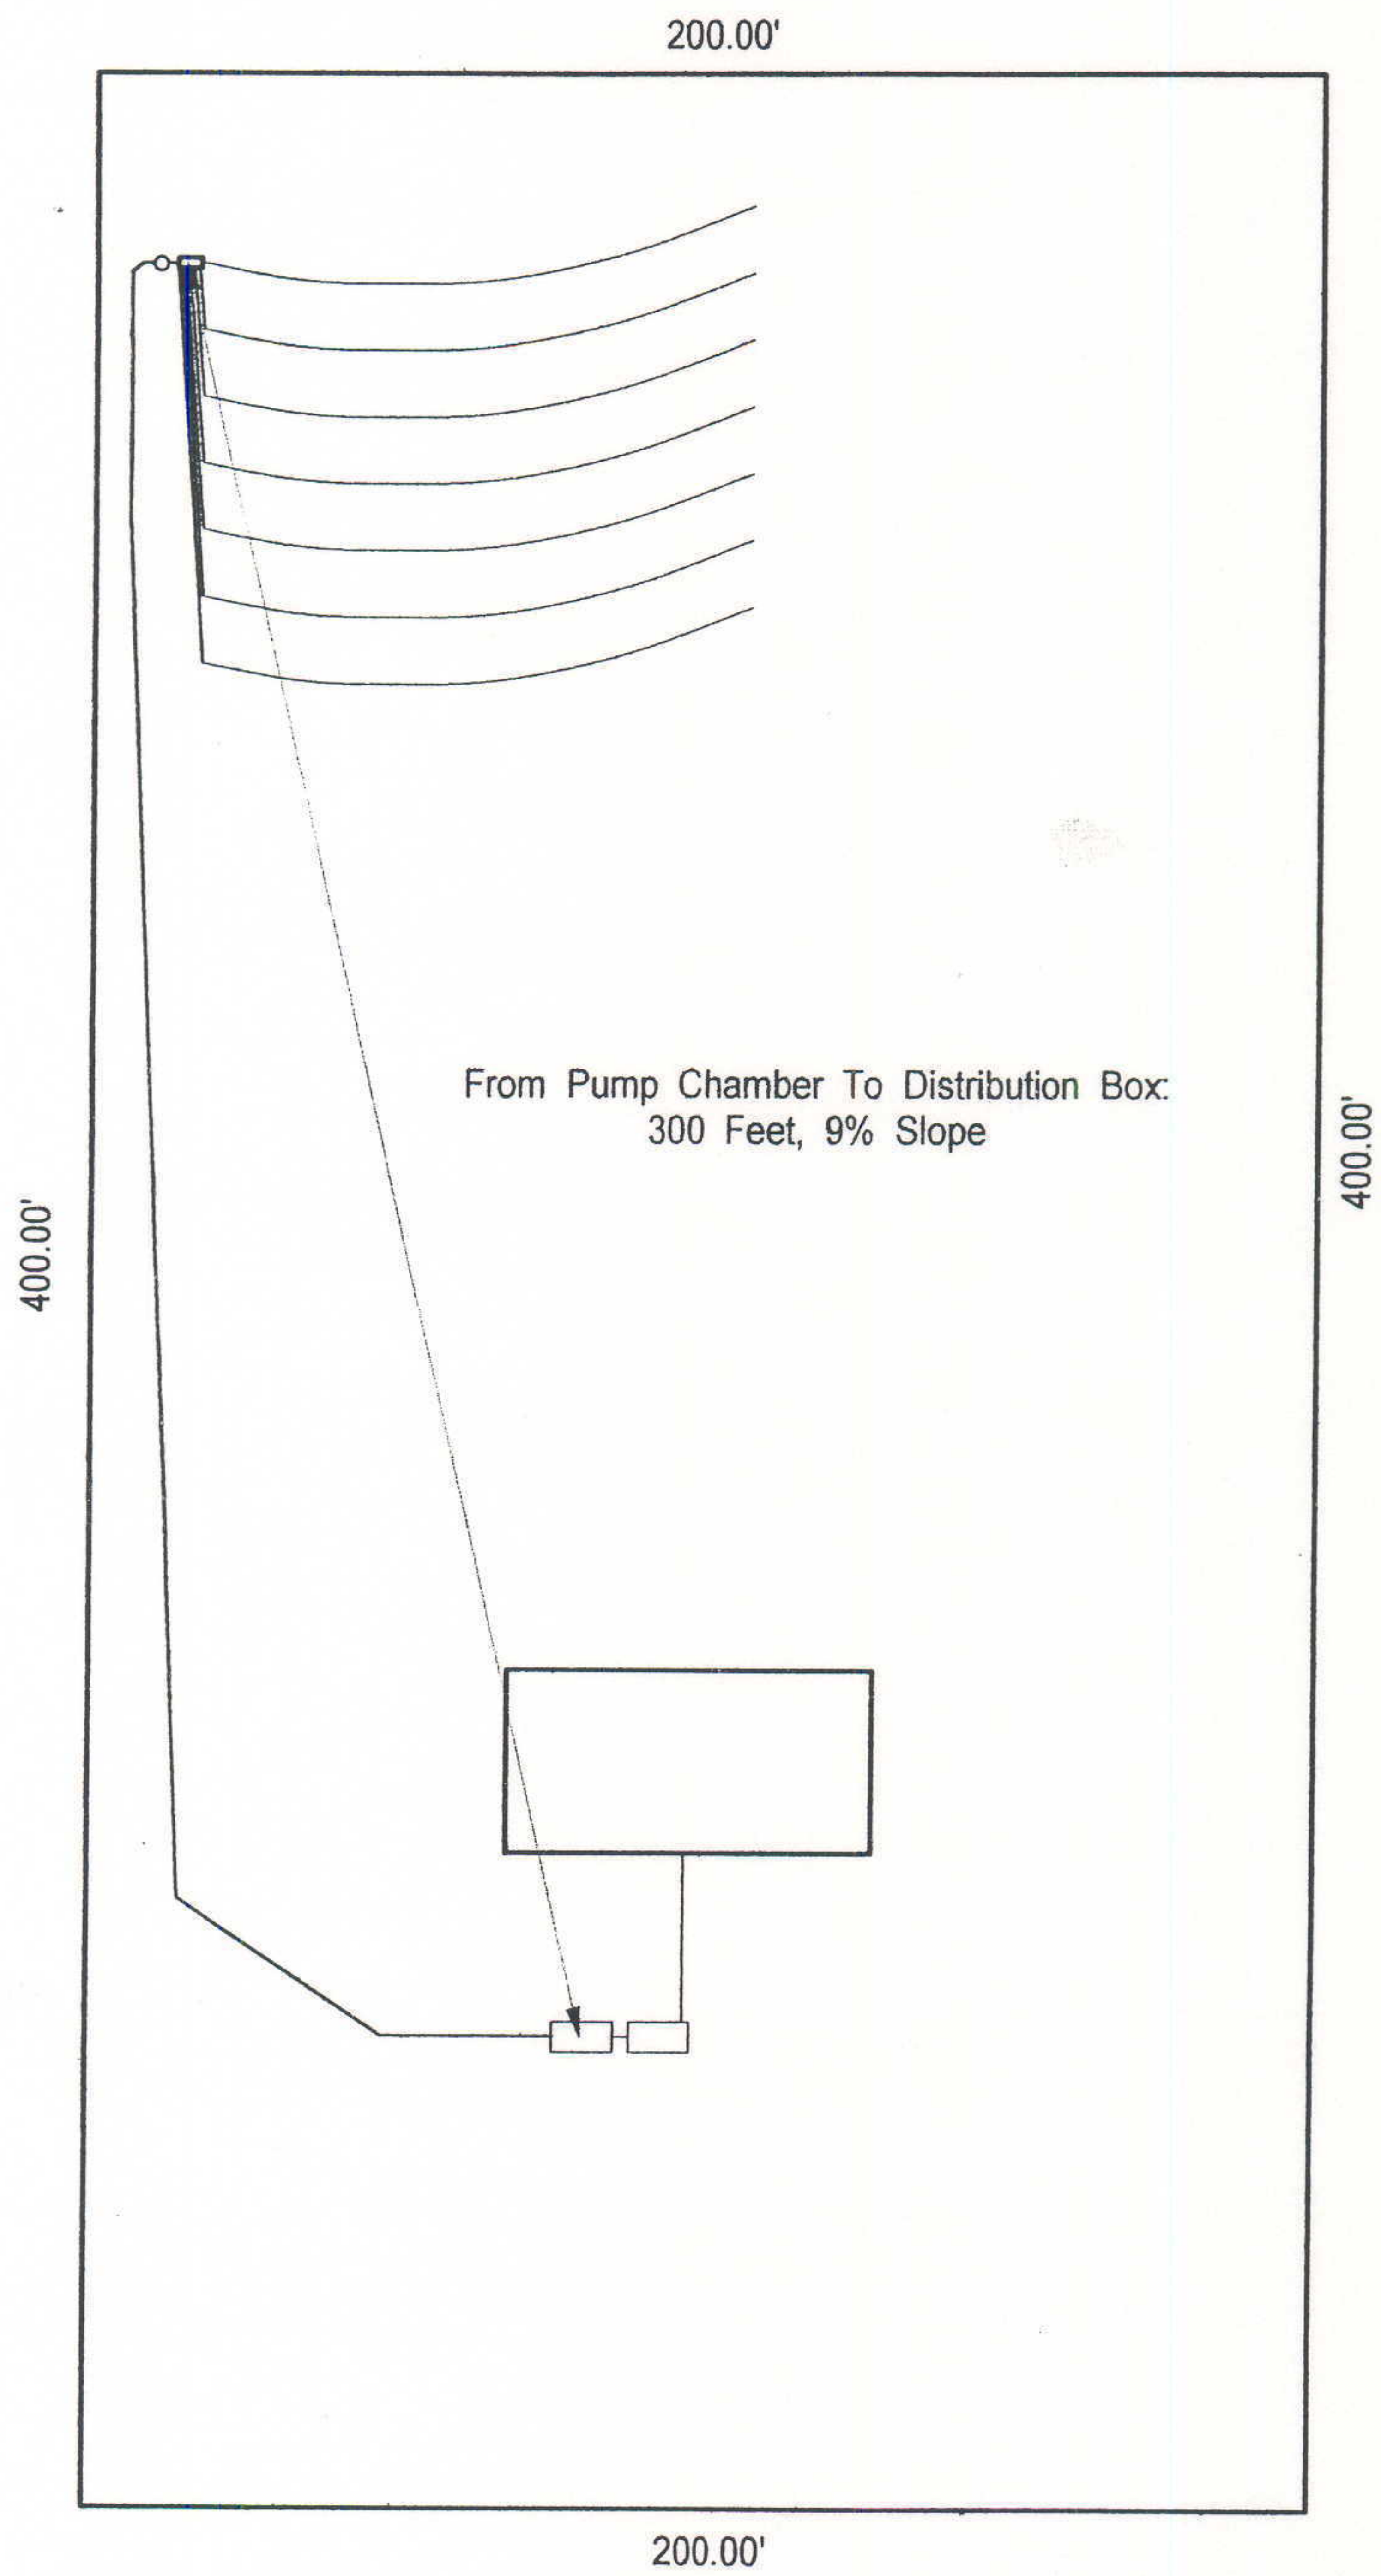 200.00'
From Pump Chamber To Distribution Box:
300 Feet, 9% Slope
400.00'
400.00'
200.00'